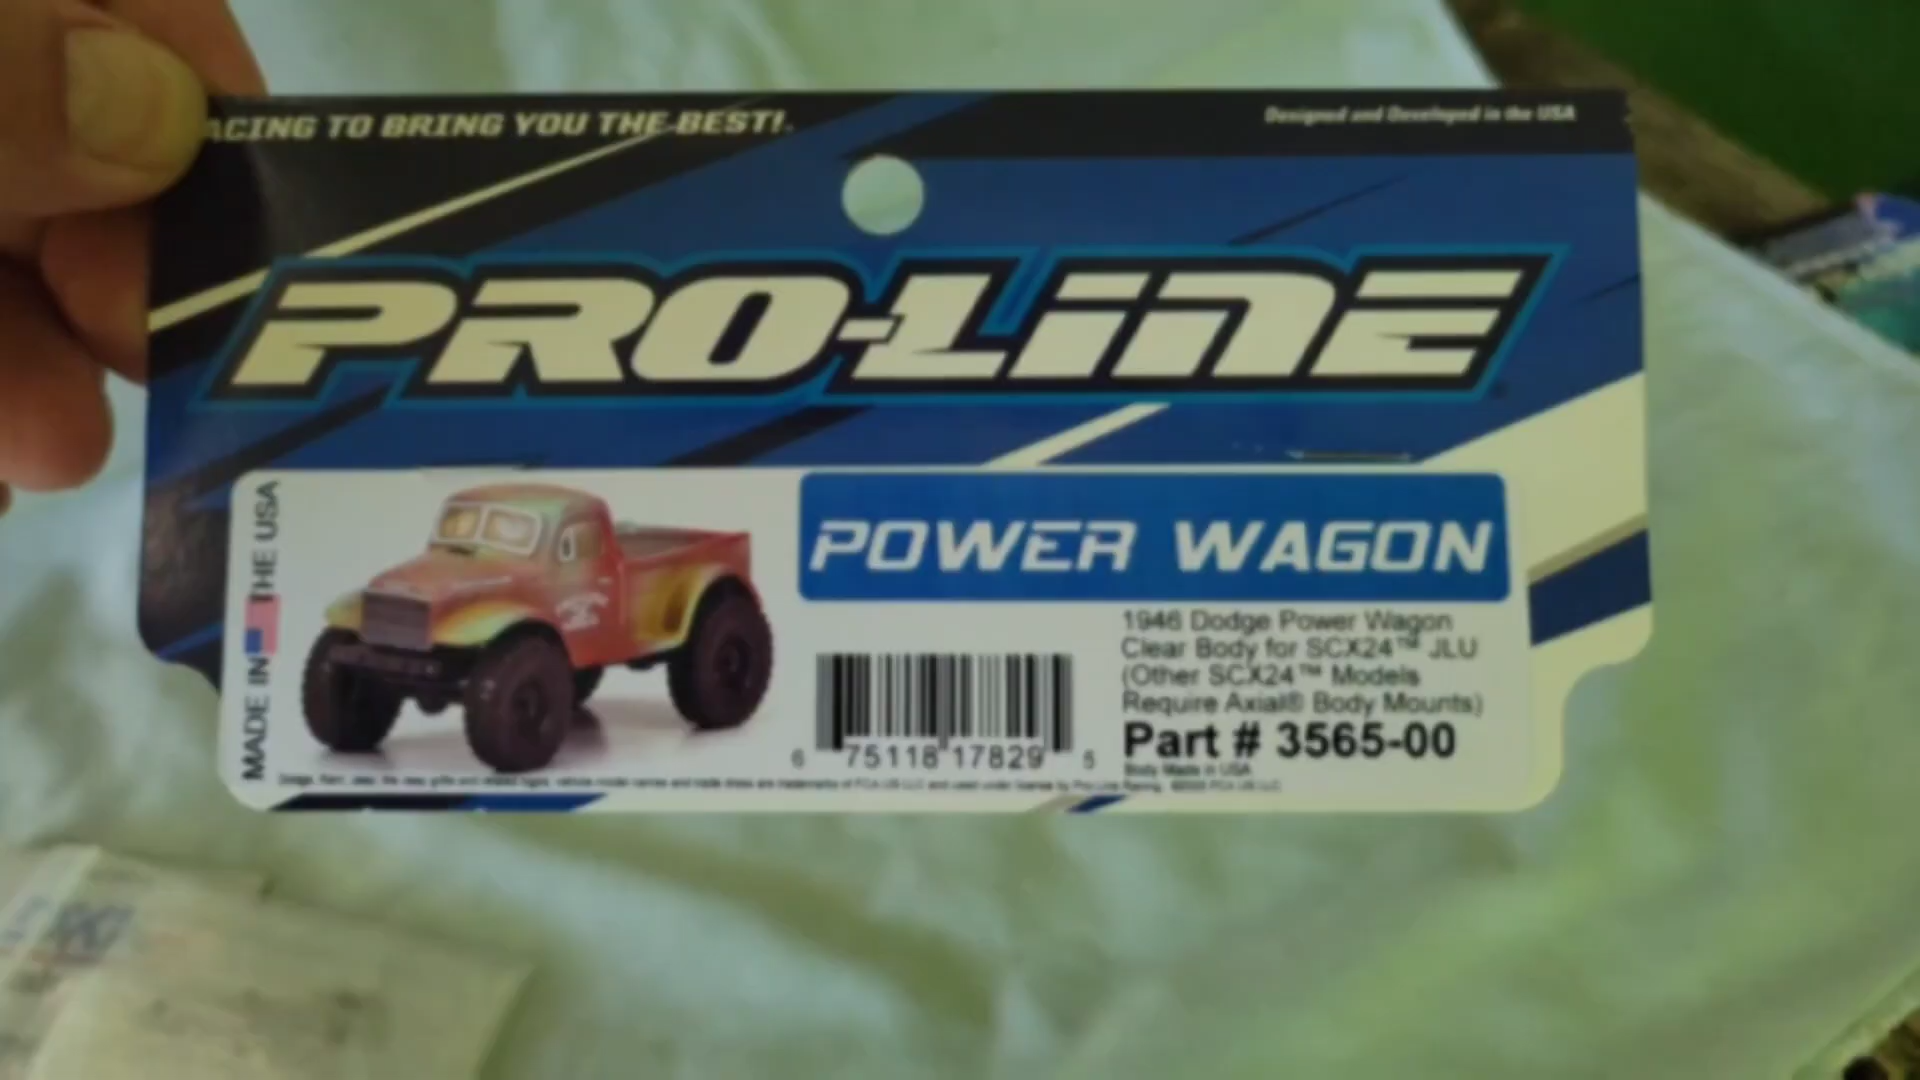 ACING TO BRING YOU THE BEST!
Designed and Developed in the USA
PRO-LINE
MADE IN THE USA
POWER WAGON
1946 Dodge Power Wagon
Clear Body for SCX24™ JLU
(Other SCX24™ Models
Require Axial® Body Mounts)
Part # 3565-00
Body Made in USA
6 75118 17829 5